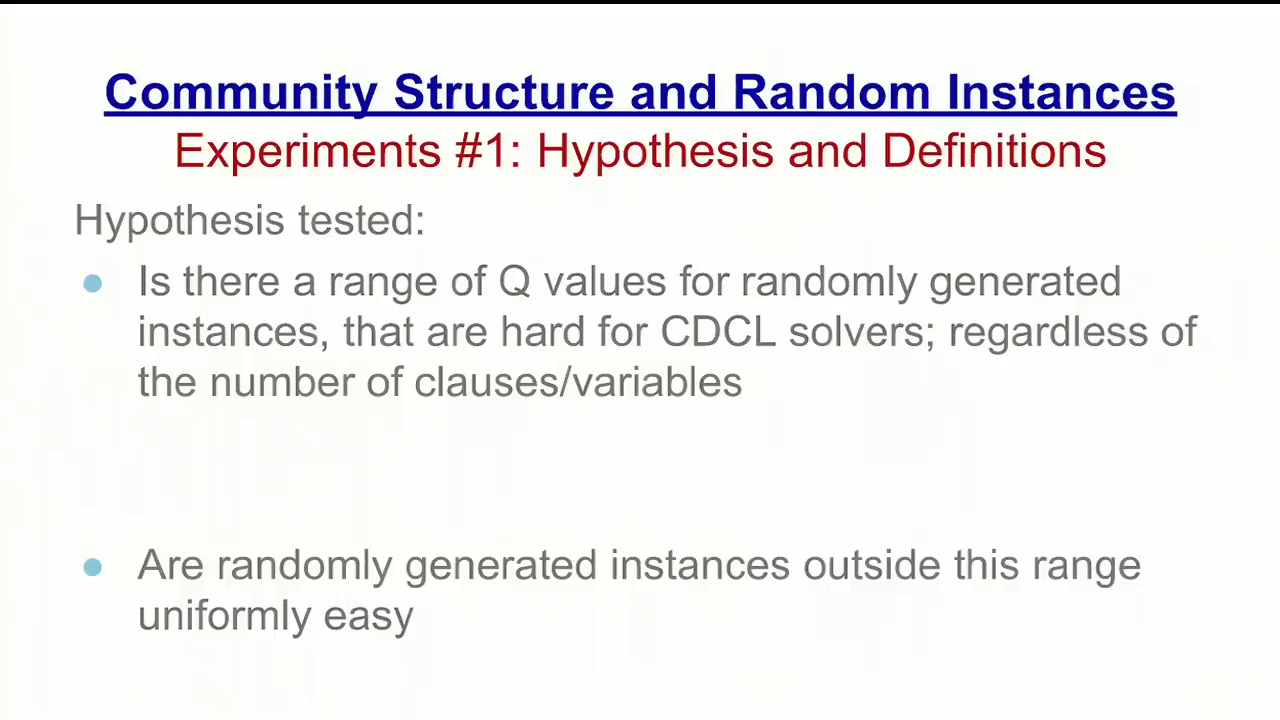 Community Structure and Random Instances
Experiments #1: Hypothesis and Definitions
Hypothesis tested:
Is there a range of Q values for randomly generated
instances, that are hard for CDCL solvers; regardless of
the number of clauses/variables
Are randomly generated instances outside this range
uniformly easy